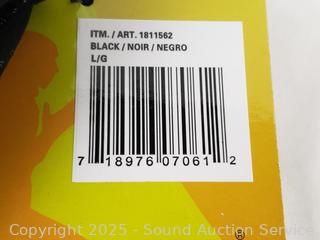 ITM. / ART. 1811562
BLACK / NOIR / NEGRO
L/G
7 18976 07061 2
®
Copyright 2025 - Sound Auction Service